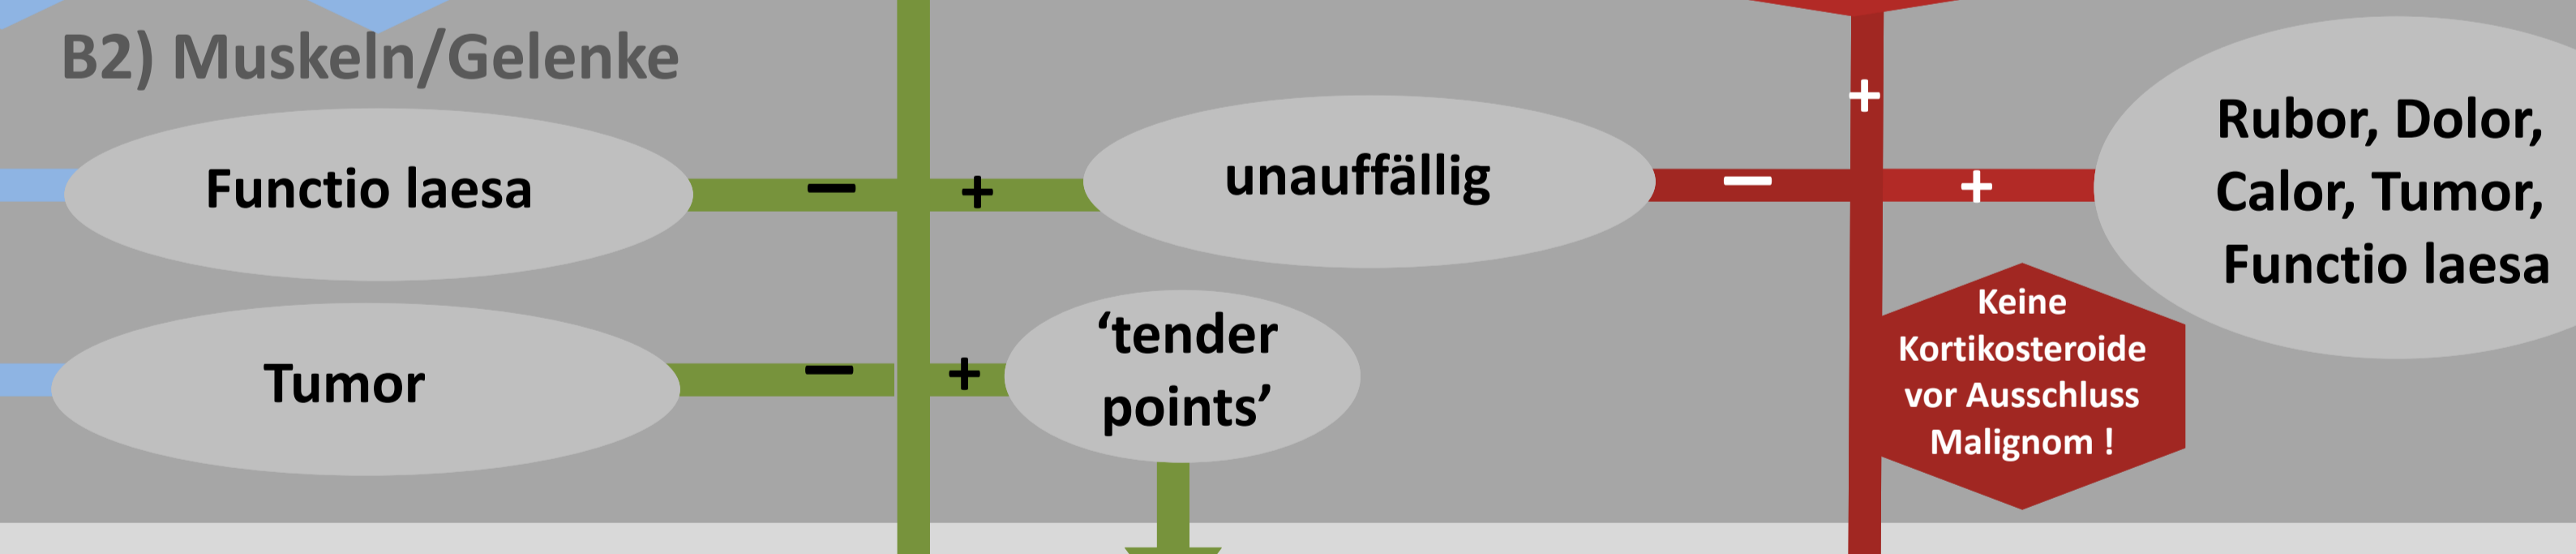 B2) Muskeln/Gelenke
Functio laesa
−
+
unauffällig
−
+
+
Rubor, Dolor,
Calor, Tumor,
Functio laesa
Tumor
−
+
‘tender
points’
Keine
Kortikosteroide
vor Ausschluss
Malignom !